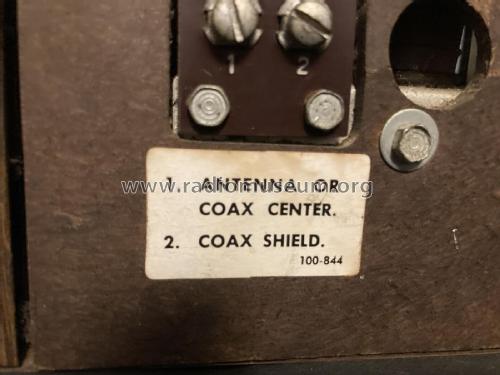 1 2
1. ANTENNA OR
www.radiomuseum.org
COAX CENTER.
2. COAX SHIELD.
100-844